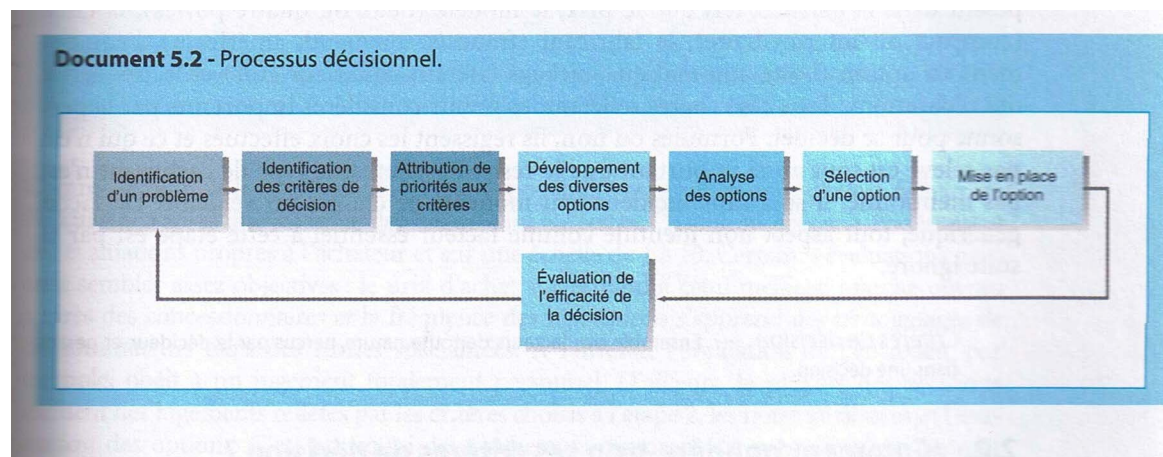 Document 5.2 - Processus décisionnel.
Identification
d'un problème
Identification
des critères de
décision
Attribution de
priorités aux
critères
Développement
des diverses
options
Analyse
des options
Sélection
d'une option
Mise en place
de l'option
Évaluation de
l'efficacité de
la décision